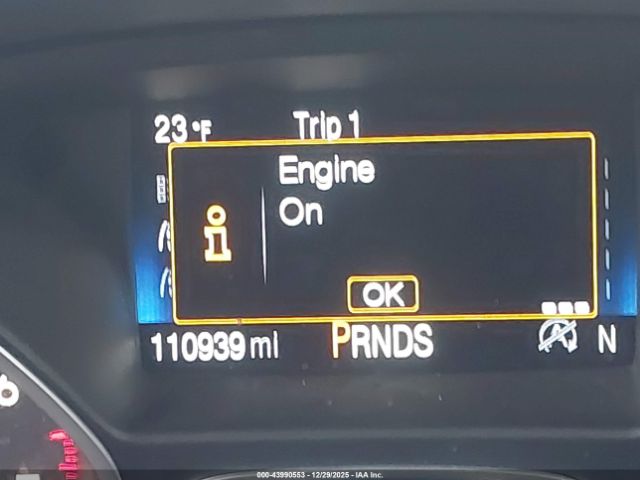 23 °F Trip 1
Engine
On
i
OK
110939 mi PRNDS A N
000-43990553 - 12/29/2025 - IAA Inc.